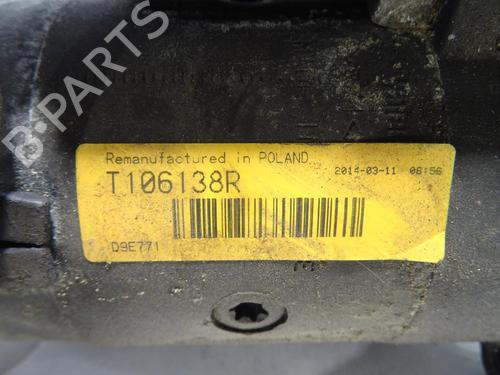 B-PARTS
Remanufactured in POLAND
T106138R
2014-03-11 06:56
D9E771